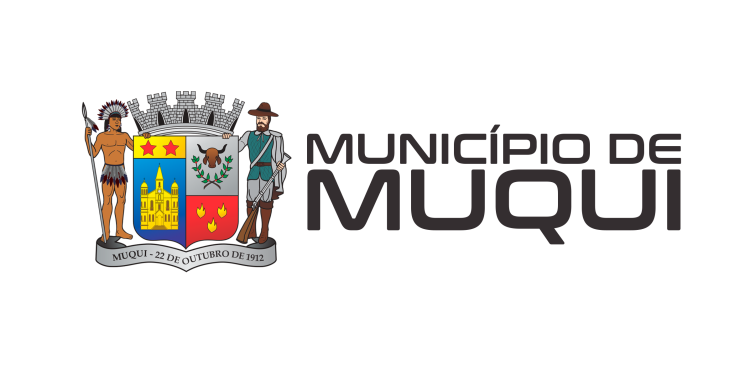 MUNICÍPIO DE
MUQUI
MUQUI - 22 DE OUTUBRO DE 1912